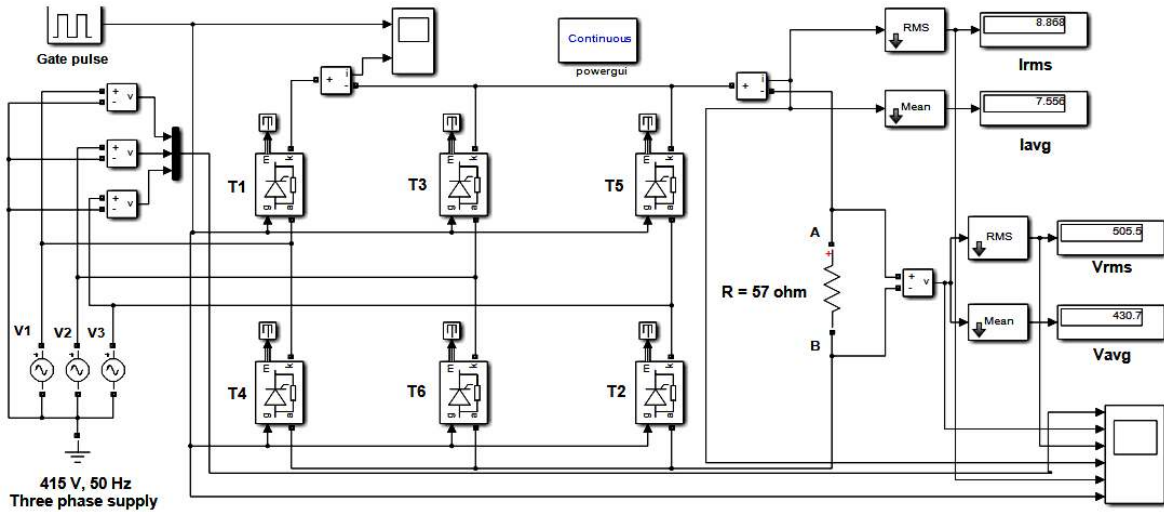 Gate pulse
Continuous
powergui
RMS
8.868
Irms
Mean
7.556
Iavg
+ - v
+ - v
+ - v
+ i -
+ i -
m k
g a
T1
m k
g a
T3
m k
g a
T5
A
+
R = 57 ohm
B
+ - v
RMS
505.5
Vrms
Mean
430.7
Vavg
V1
V2
V3
m k
g a
T4
m k
g a
T6
m k
g a
T2
415 V, 50 Hz
Three phase supply